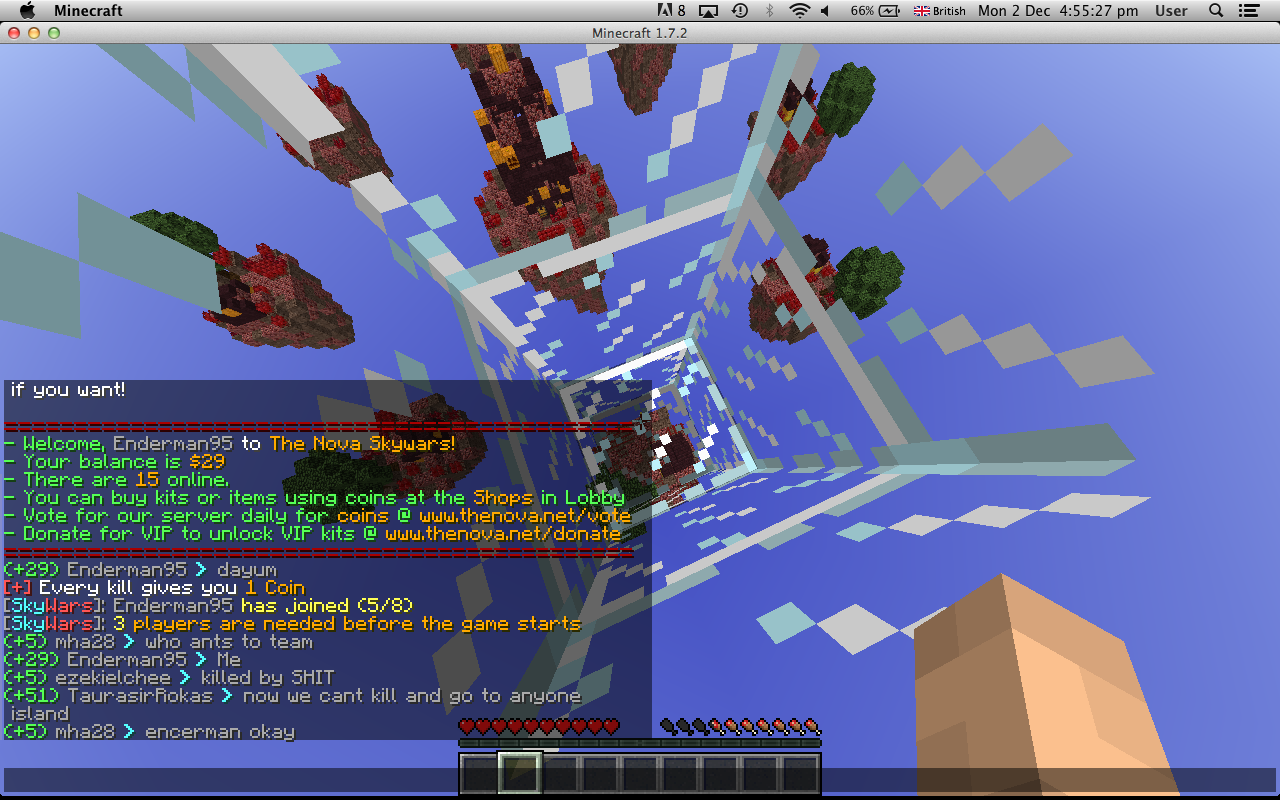 Minecraft 8 66% British Mon 2 Dec 4:55:27 pm User
Minecraft 1.7.2
if you want!
- Welcome, Enderman95 to The Nova Skywars!
- Your balance is $29
- There are 15 online.
- You can buy kits or items using coins at the Shops in Lobby
- Vote for our server daily for coins @ www.thenova.net/vote
- Donate for VIP to unlock VIP kits @ www.thenova.net/donate
(+29) Enderman95 > dayum
[+] Every kill gives you 1 Coin
[SkyWars]: Enderman95 has joined (5/8)
[SkyWars]: 3 players are needed before the game starts
(+5) mha28 > who ants to team
(+29) Enderman95 > Me
(+5) ezekielchee > killed by SHIT
(+51) TaurasirRokas > now we cant kill and go to anyone
island
(+5) mha28 > encerman okay